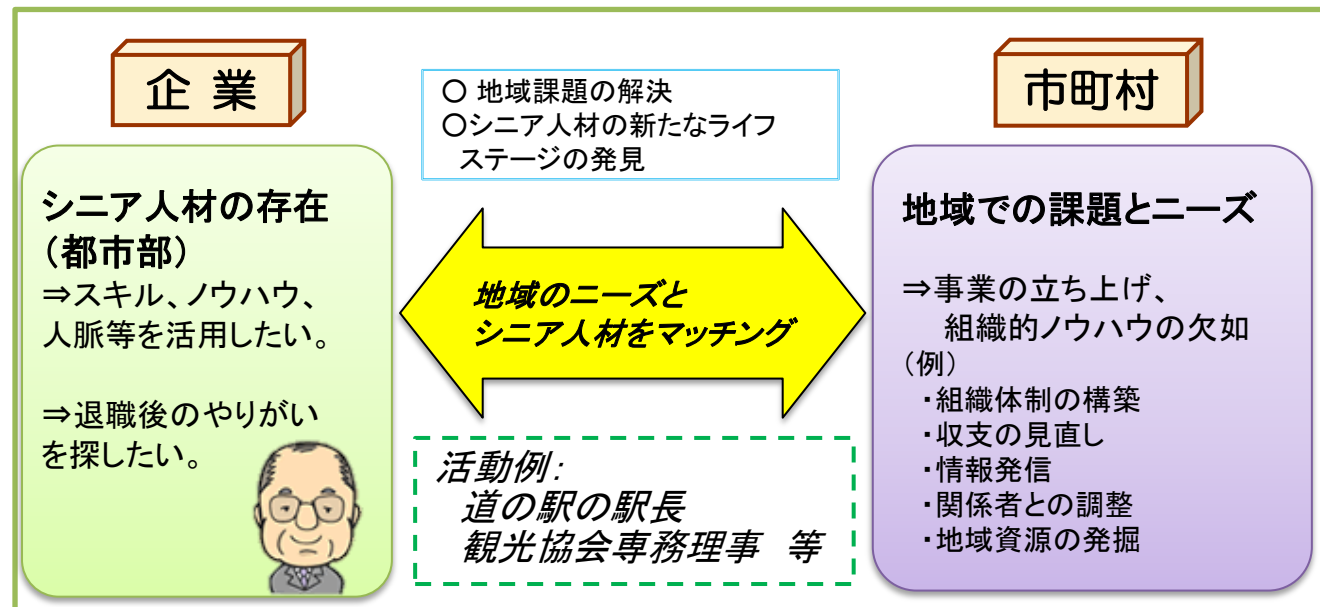 企 業
シニア人材の存在
(都市部)
⇒スキル、ノウハウ、
人脈等を活用したい。
⇒退職後のやりがい
を探したい。
○ 地域課題の解決
○シニア人材の新たなライフ
ステージの発見
地域のニーズと
シニア人材をマッチング
活動例:
道の駅の駅長
観光協会専務理事 等
市町村
地域での課題とニーズ
⇒事業の立ち上げ、
組織的ノウハウの欠如
(例)
・組織体制の構築
・収支の見直し
・情報発信
・関係者との調整
・地域資源の発掘